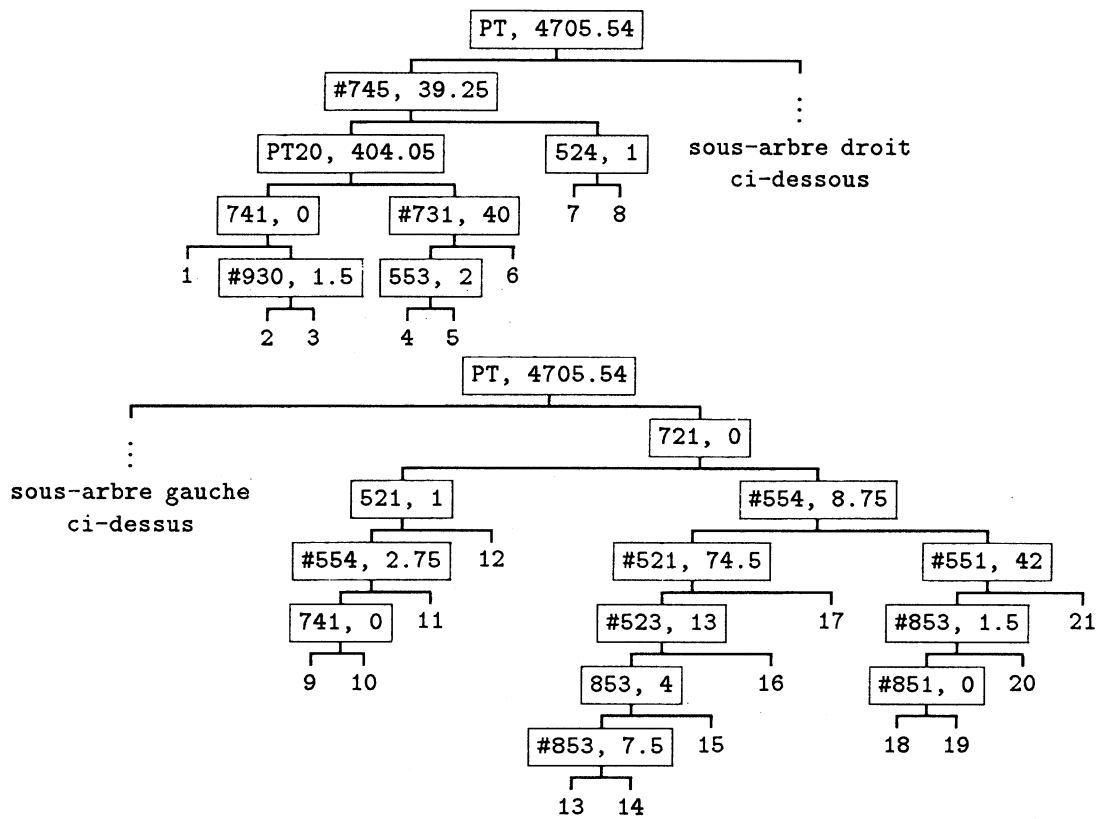 PT, 4705.54
#745, 39.25
PT20, 404.05 524, 1 sous-arbre droit
ci-dessous
741, 0 #731, 40 7 8
1 #930, 1.5 553, 2 6
2 3 4 5
PT, 4705.54
721, 0
sous-arbre gauche 521, 1 #554, 8.75
ci-dessus
#554, 2.75 12 #521, 74.5 #551, 42
741, 0 11 #523, 13 17 #853, 1.5 21
9 10 853, 4 16 #851, 0 20
#853, 7.5 15 18 19
13 14